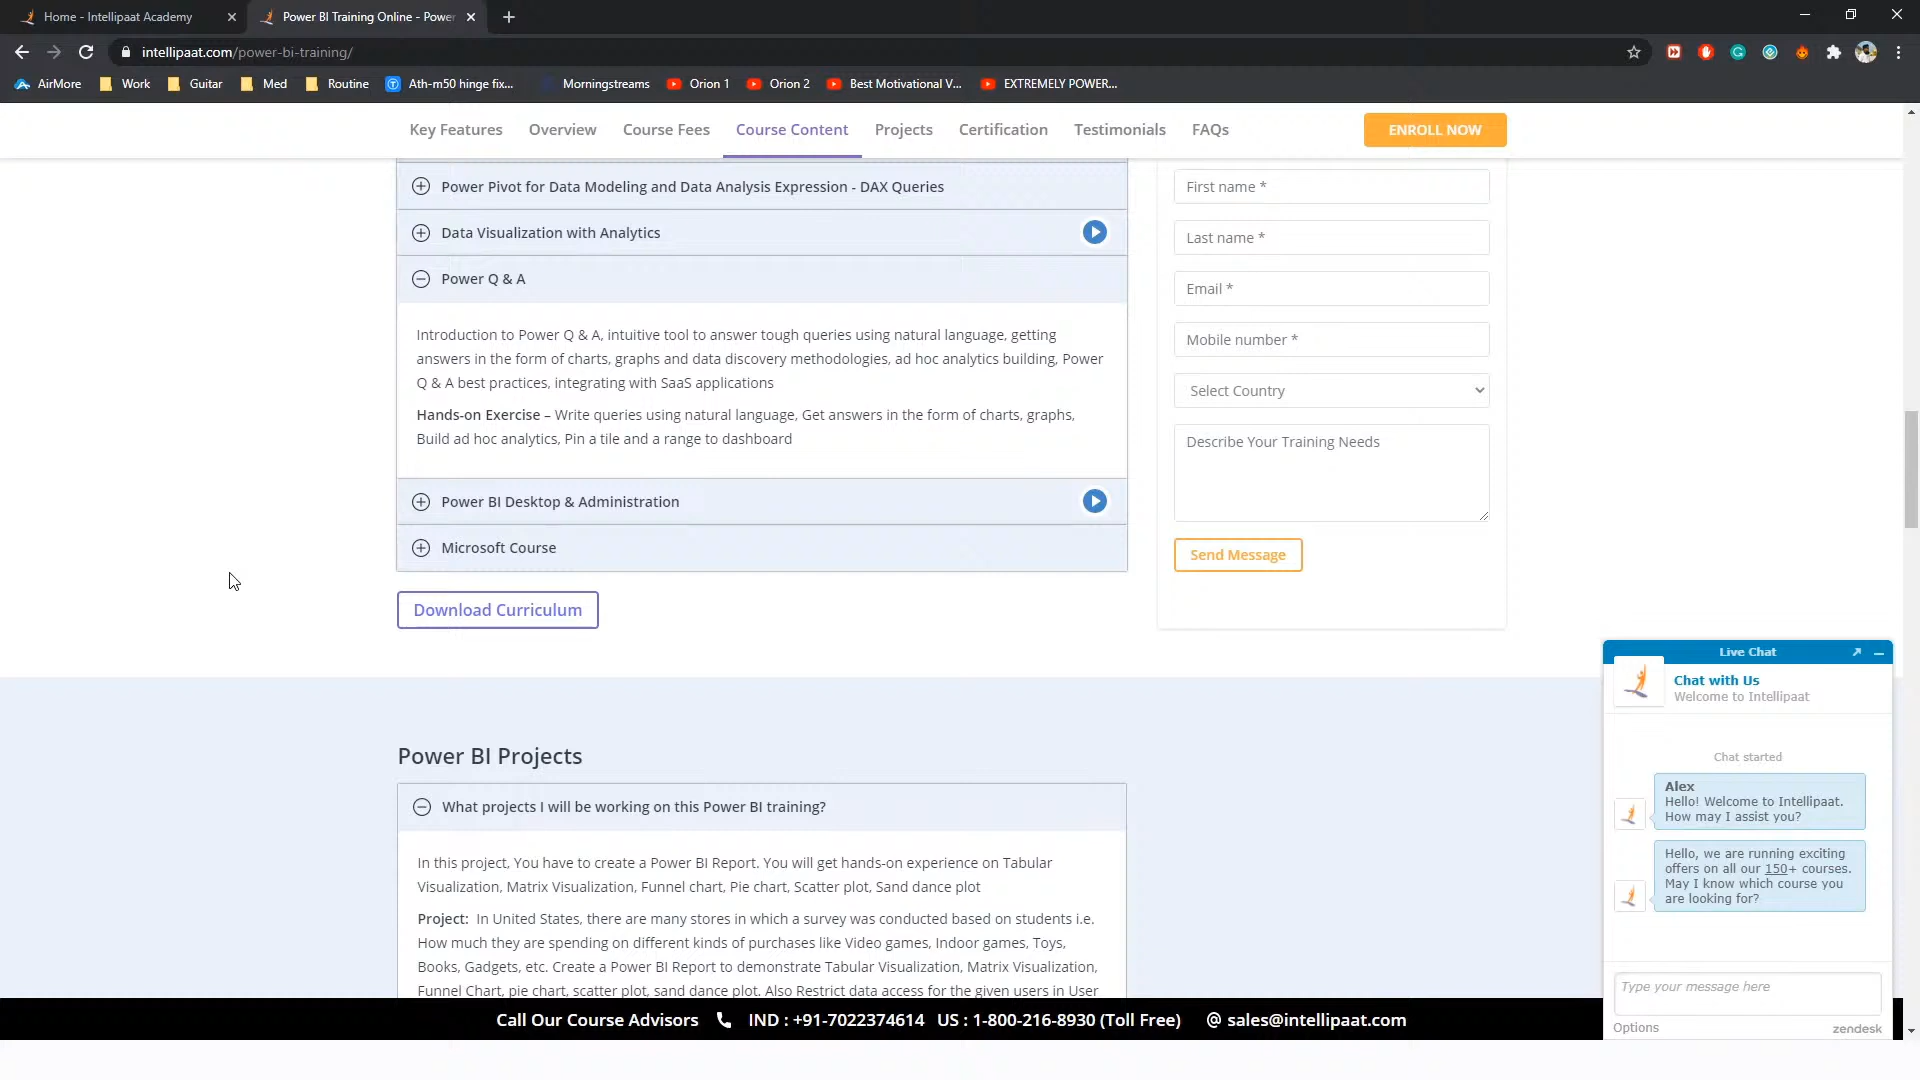 Home - Intellipaat Academy
Power BI Training Online - Power
intellipaat.com/power-bi-training/
AirMore
Work
Guitar
Med
Routine
Ath-m50 hinge fix...
Morningstreams
Orion 1
Orion 2
Best Motivational V...
EXTREMELY POWER...
Key Features
Overview
Course Fees
Course Content
Projects
Certification
Testimonials
FAQs
ENROLL NOW
Power Pivot for Data Modeling and Data Analysis Expression - DAX Queries
Data Visualization with Analytics
Power Q & A
Introduction to Power Q & A, intuitive tool to answer tough queries using natural language, getting
answers in the form of charts, graphs and data discovery methodologies, ad hoc analytics building, Power
Q & A best practices, integrating with SaaS applications
Hands-on Exercise – Write queries using natural language, Get answers in the form of charts, graphs,
Build ad hoc analytics, Pin a tile and a range to dashboard
Power BI Desktop & Administration
Microsoft Course
Download Curriculum
First name *
Last name *
Email *
Mobile number *
Select Country
Describe Your Training Needs
Send Message
Power BI Projects
What projects I will be working on this Power BI training?
In this project, You have to create a Power BI Report. You will get hands-on experience on Tabular
Visualization, Matrix Visualization, Funnel chart, Pie chart, Scatter plot, Sand dance plot
Project: In United States, there are many stores in which a survey was conducted based on students i.e.
How much they are spending on different kinds of purchases like Video games, Indoor games, Toys,
Books, Gadgets, etc. Create a Power BI Report to demonstrate Tabular Visualization, Matrix Visualization,
Funnel Chart, pie chart, scatter plot, sand dance plot. Also Restrict data access for the given users in User
Live Chat
Chat with Us
Welcome to Intellipaat
Chat started
Alex
Hello! Welcome to Intellipaat.
How may I assist you?
Hello, we are running exciting
offers on all our 150+ courses.
May I know which course you
are looking for?
Type your message here
Options
zendesk
Call Our Course Advisors IND : +91-7022374614 US : 1-800-216-8930 (Toll Free) @ sales@intellipaat.com